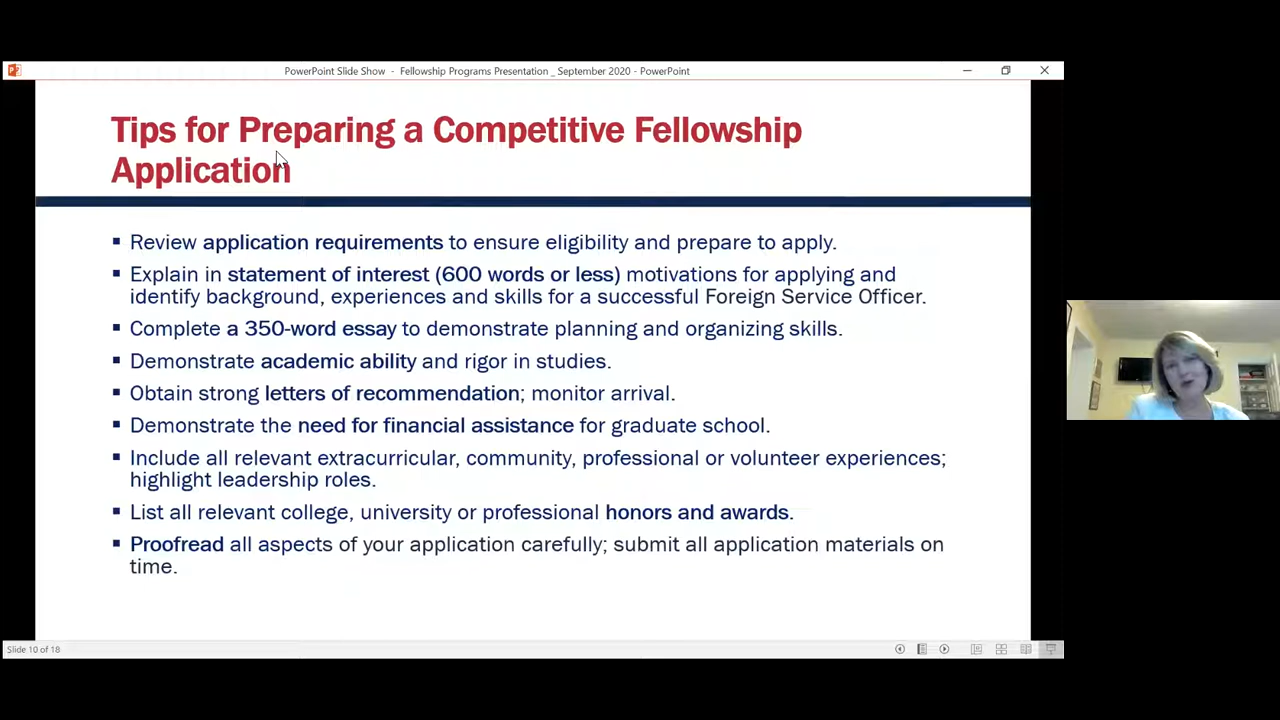 PowerPoint Slide Show - Fellowship Programs Presentation _ September 2020 - PowerPoint
Tips for Preparing a Competitive Fellowship
Application
▪ Review application requirements to ensure eligibility and prepare to apply.
▪ Explain in statement of interest (600 words or less) motivations for applying and
identify background, experiences and skills for a successful Foreign Service Officer.
▪ Complete a 350-word essay to demonstrate planning and organizing skills.
▪ Demonstrate academic ability and rigor in studies.
▪ Obtain strong letters of recommendation; monitor arrival.
▪ Demonstrate the need for financial assistance for graduate school.
▪ Include all relevant extracurricular, community, professional or volunteer experiences;
highlight leadership roles.
▪ List all relevant college, university or professional honors and awards.
▪ Proofread all aspects of your application carefully; submit all application materials on
time.
Slide 10 of 18